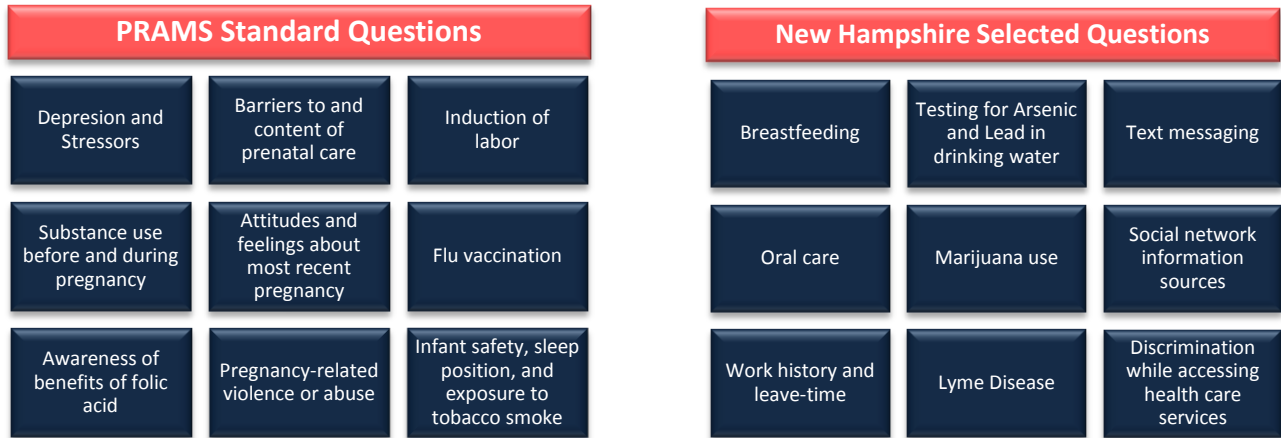 PRAMS Standard Questions
Depresion and
Stressors
Barriers to and
content of
prenatal care
Induction of
labor
Substance use
before and during
pregnancy
Attitudes and
feelings about
most recent
pregnancy
Flu vaccination
Awareness of
benefits of folic
acid
Pregnancy-related
violence or abuse
Infant safety, sleep
position, and
exposure to
tobacco smoke
New Hampshire Selected Questions
Breastfeeding
Testing for Arsenic
and Lead in
drinking water
Text messaging
Oral care
Marijuana use
Social network
information
sources
Work history and
leave-time
Lyme Disease
Discrimination
while accessing
health care
services